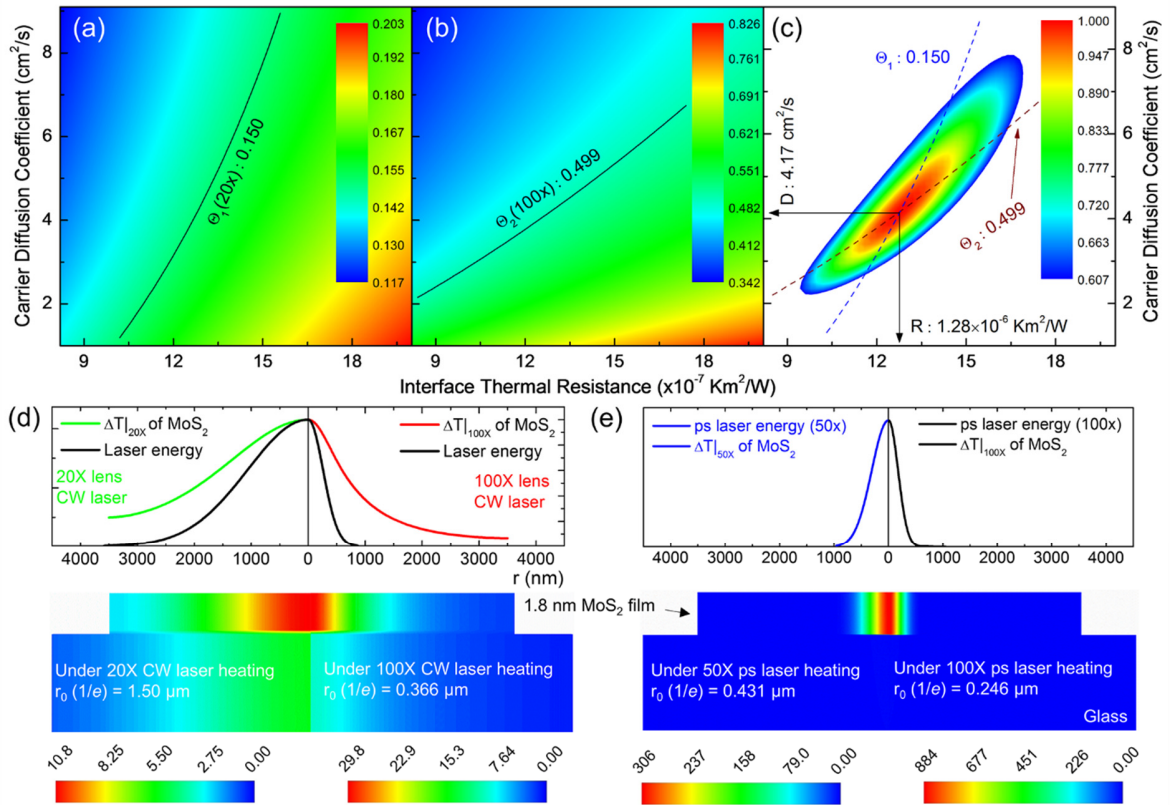 (a)
Carrier Diffusion Coefficient (cm²/s)
8
6
4
2
Θ₁(20x) : 0.150
0.203
0.192
0.179
0.167
0.155
0.142
0.130
0.117
9
12
15
18
(b)
Θ₂(100x) : 0.499
0.826
0.761
0.691
0.621
0.551
0.482
0.412
0.342
9
12
15
18
(c)
Θ₁ : 0.150
Θ₂ : 0.499
D : 4.17 cm²/s
R : 1.28×10⁻⁶ Km²/W
1.000
0.947
0.890
0.833
0.777
0.720
0.663
0.607
8
6
4
2
Carrier Diffusion Coefficient (cm²/s)
9
12
15
18
Interface Thermal Resistance (x10⁻⁷ Km²/W)
(d)
ΔT|20X of MoS₂
Laser energy
20X lens
CW laser
ΔT|100X of MoS₂
Laser energy
100X lens
CW laser
4000 3000 2000 1000 0 1000 2000 3000 4000
r (nm)
(e)
ps laser energy (50x)
ΔT|50X of MoS₂
ps laser energy (100x)
ΔT|100X of MoS₂
4000 3000 2000 1000 0 1000 2000 3000 4000
1.8 nm MoS₂ film
Under 20X CW laser heating
r₀ (1/e) = 1.50 µm
Under 100X CW laser heating
r₀ (1/e) = 0.366 µm
Under 50X ps laser heating
r₀ (1/e) = 0.431 µm
Under 100X ps laser heating
r₀ (1/e) = 0.246 µm
Glass
10.8 8.25 5.50 2.75 0.00
29.8 22.9 15.3 7.64 0.00
306 237 158 79.0 0.00
884 677 451 226 0.00